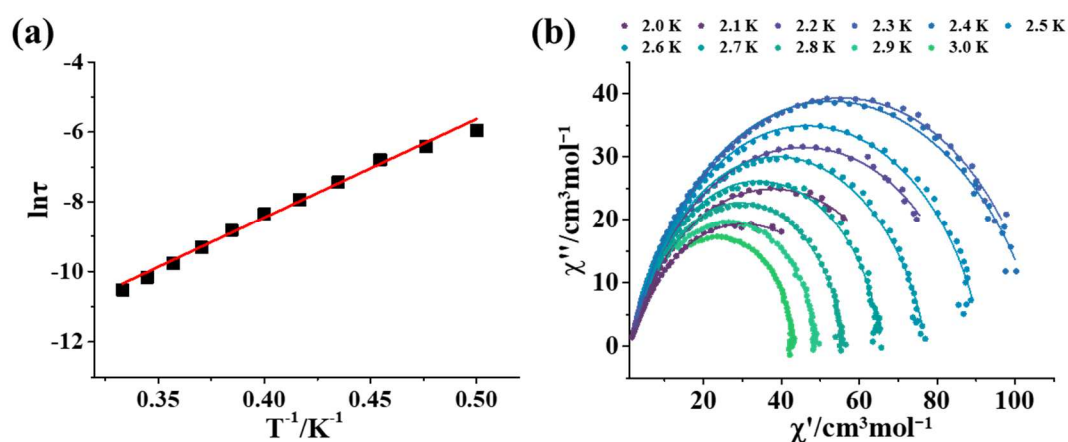 (a)
-4
-6
-8
-10
-12
lnτ
0.35 0.40 0.45 0.50
T⁻¹/K⁻¹
(b)
2.0 K 2.1 K 2.2 K 2.3 K 2.4 K 2.5 K
2.6 K 2.7 K 2.8 K 2.9 K 3.0 K
40
30
20
10
0
χ''/cm³mol⁻¹
20 40 60 80 100
χ'/cm³mol⁻¹